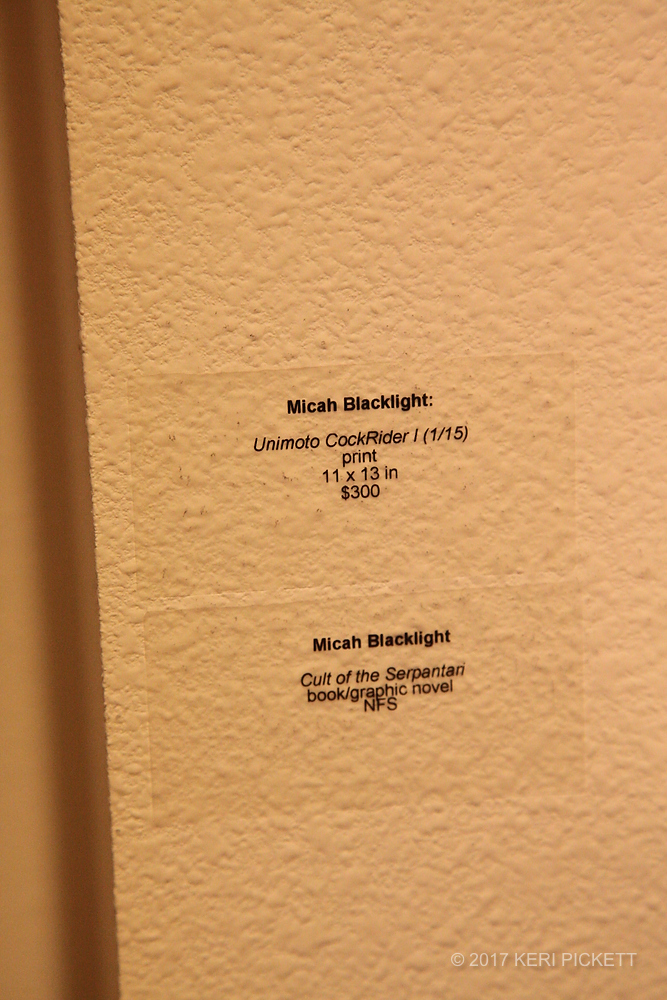 Micah Blacklight:
Unimoto CockRider I (1/15)
print
11 x 13 in
$300
Micah Blacklight
Cult of the Serpantari
book/graphic novel
NFS
© 2017 KERI PICKETT